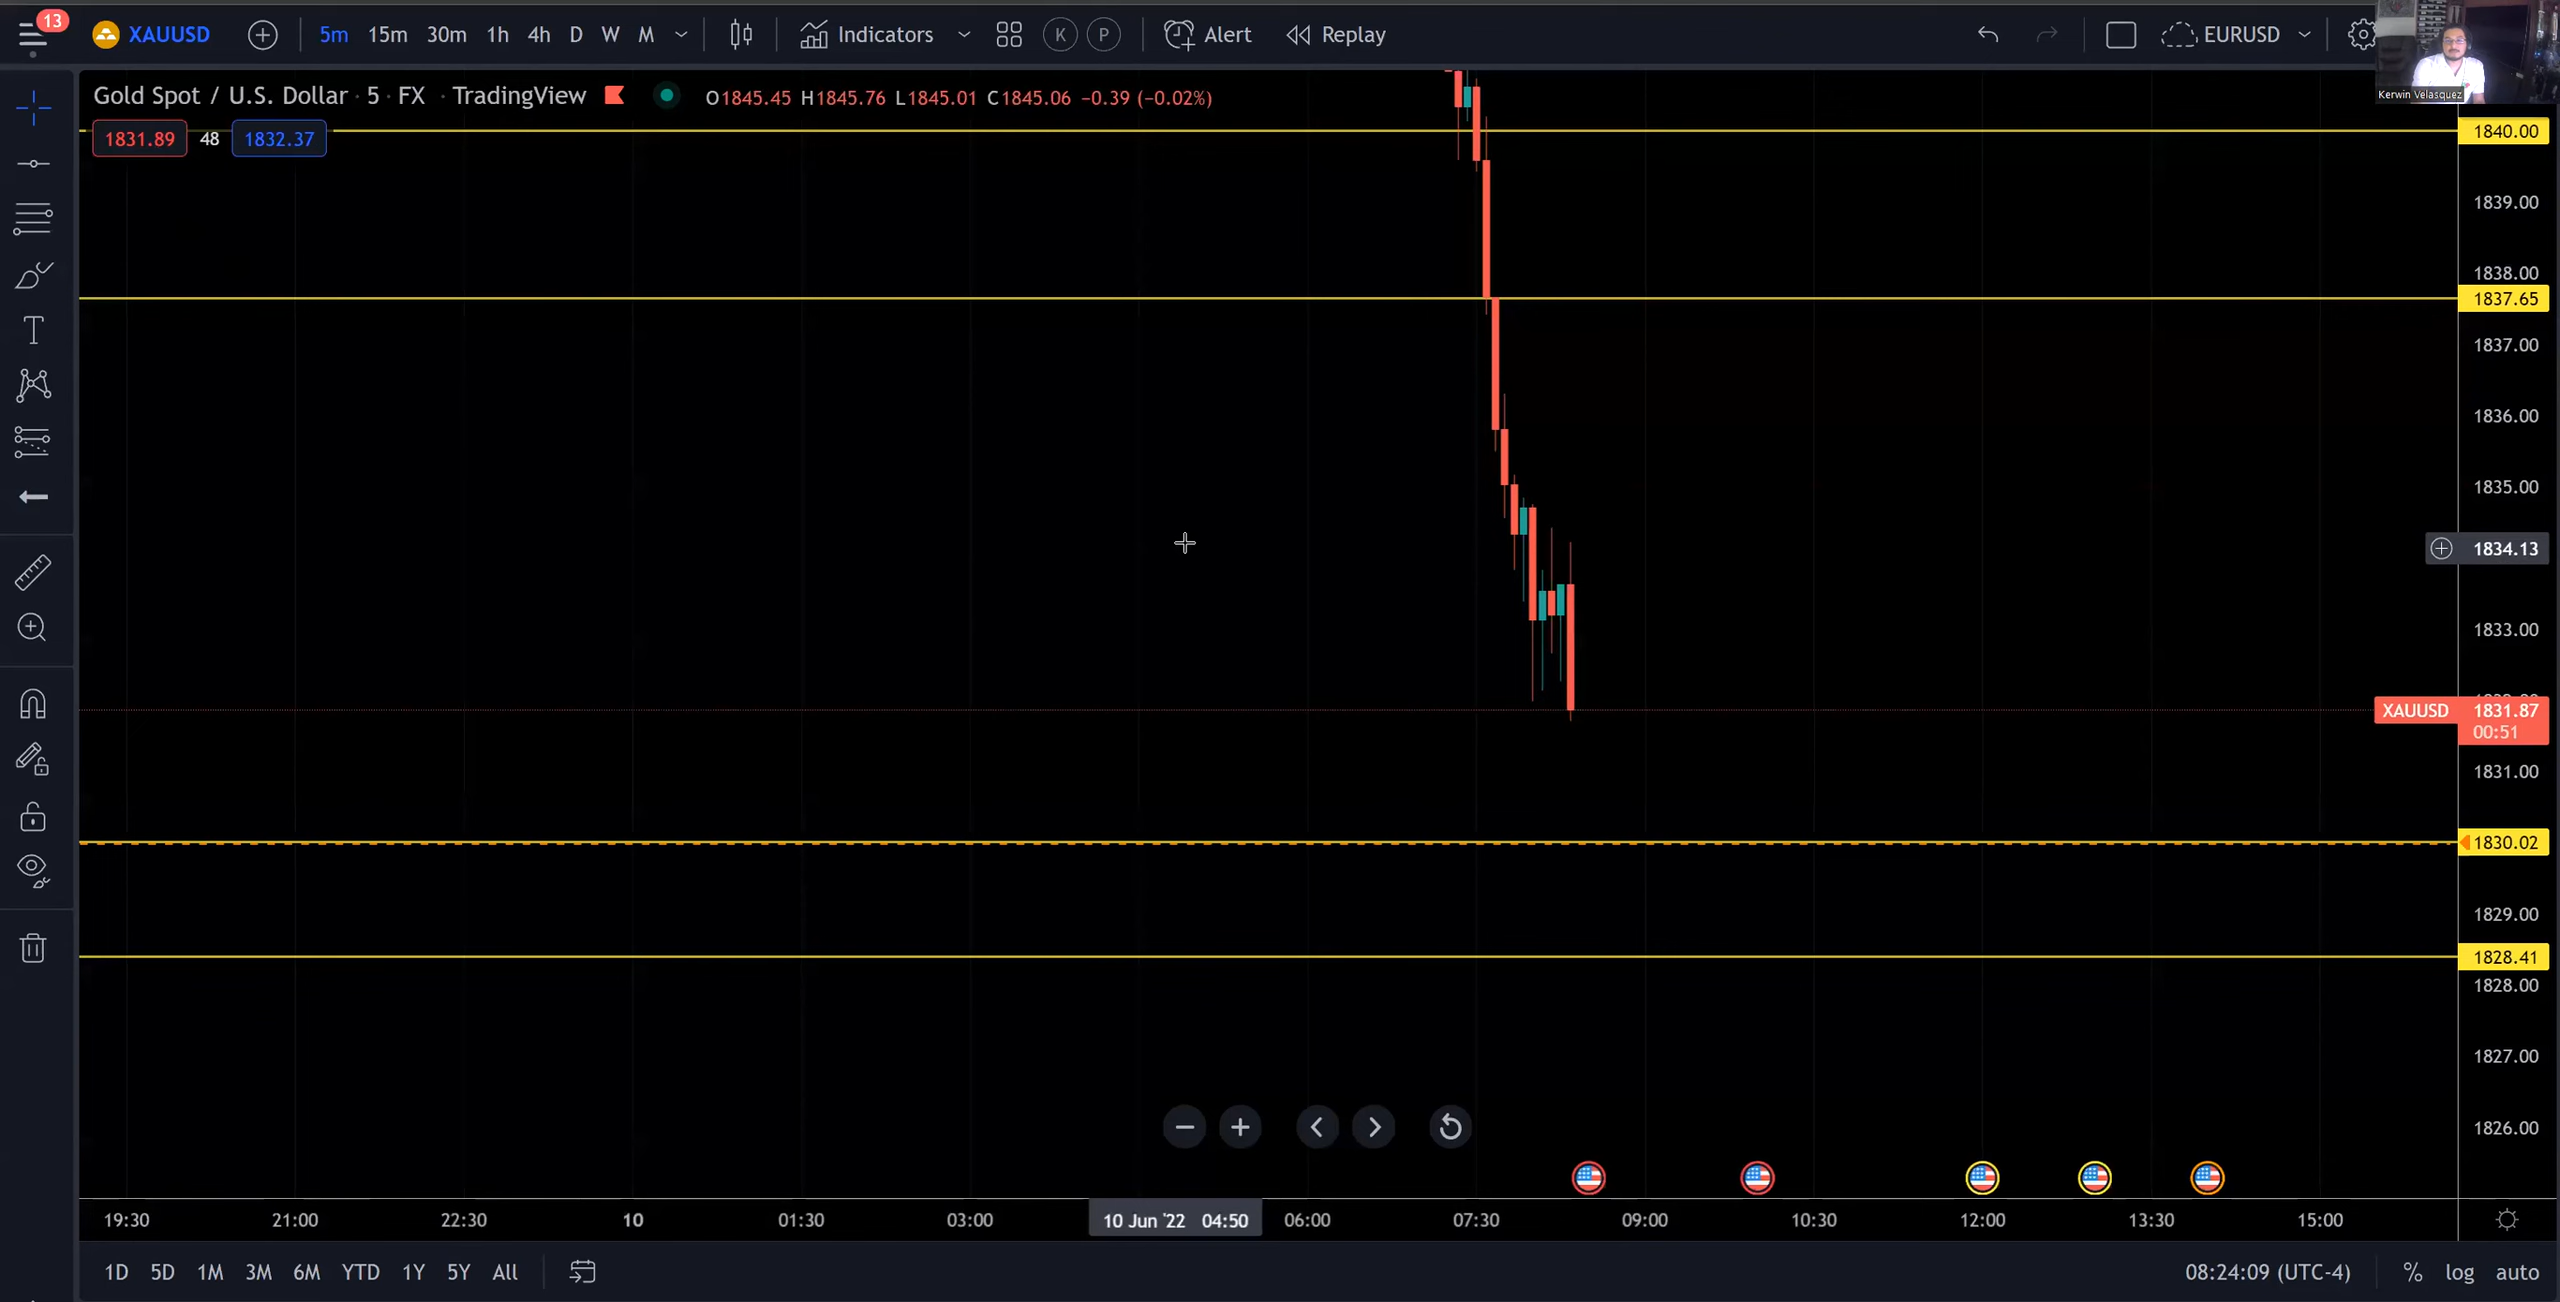 13 XAUUSD 5m 15m 30m 1h 4h D W M Indicators K P Alert Replay EURUSD
Kerwin Velasquez
Gold Spot / U.S. Dollar · 5 · FX · TradingView O1845.45 H1845.76 L1845.01 C1845.06 −0.39 (−0.02%)
1831.89 48 1832.37
1840.00
1839.00
1838.00
1837.65
1837.00
1836.00
1835.00
1834.13
1833.00
XAUUSD 1831.87
00:51
1831.00
1830.02
1829.00
1828.41
1828.00
1827.00
1826.00
19:30 21:00 22:30 10 01:30 03:00 10 Jun '22 04:50 06:00 07:30 09:00 10:30 12:00 13:30 15:00
1D 5D 1M 3M 6M YTD 1Y 5Y All 08:24:09 (UTC-4) % log auto